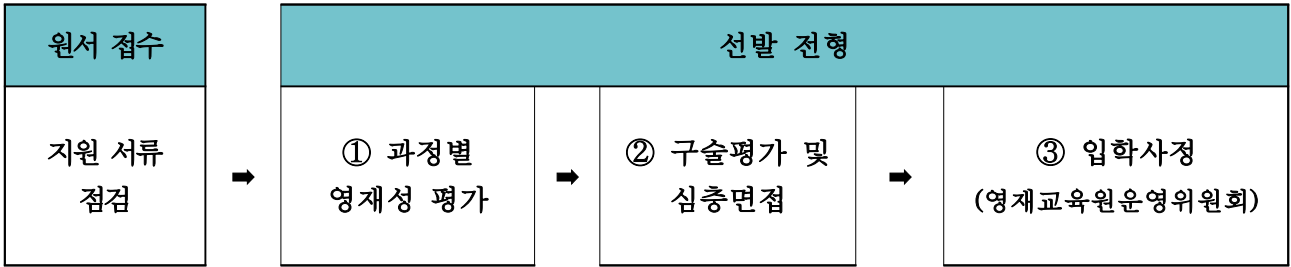 원서 접수
선발 전형
지원 서류
점검
➡
① 과정별
영재성 평가
➡
② 구술평가 및
심층면접
➡
③ 입학사정
(영재교육원운영위원회)